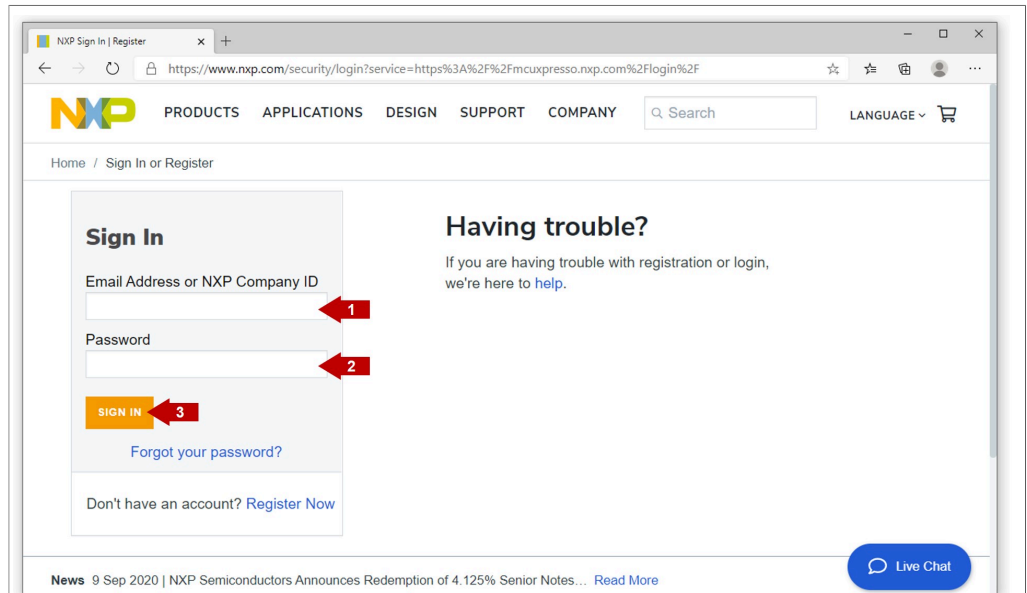 NXP Sign In | Register
https://www.nxp.com/security/login?service=https%3A%2F%2Fmcuxpresso.nxp.com%2Flogin%2F
NXP PRODUCTS APPLICATIONS DESIGN SUPPORT COMPANY Search LANGUAGE
Home / Sign In or Register
Sign In
Email Address or NXP Company ID
1
Password
2
SIGN IN 3
Forgot your password?
Don't have an account? Register Now
Having trouble?
If you are having trouble with registration or login,
we're here to help.
News 9 Sep 2020 | NXP Semiconductors Announces Redemption of 4.125% Senior Notes... Read More
Live Chat